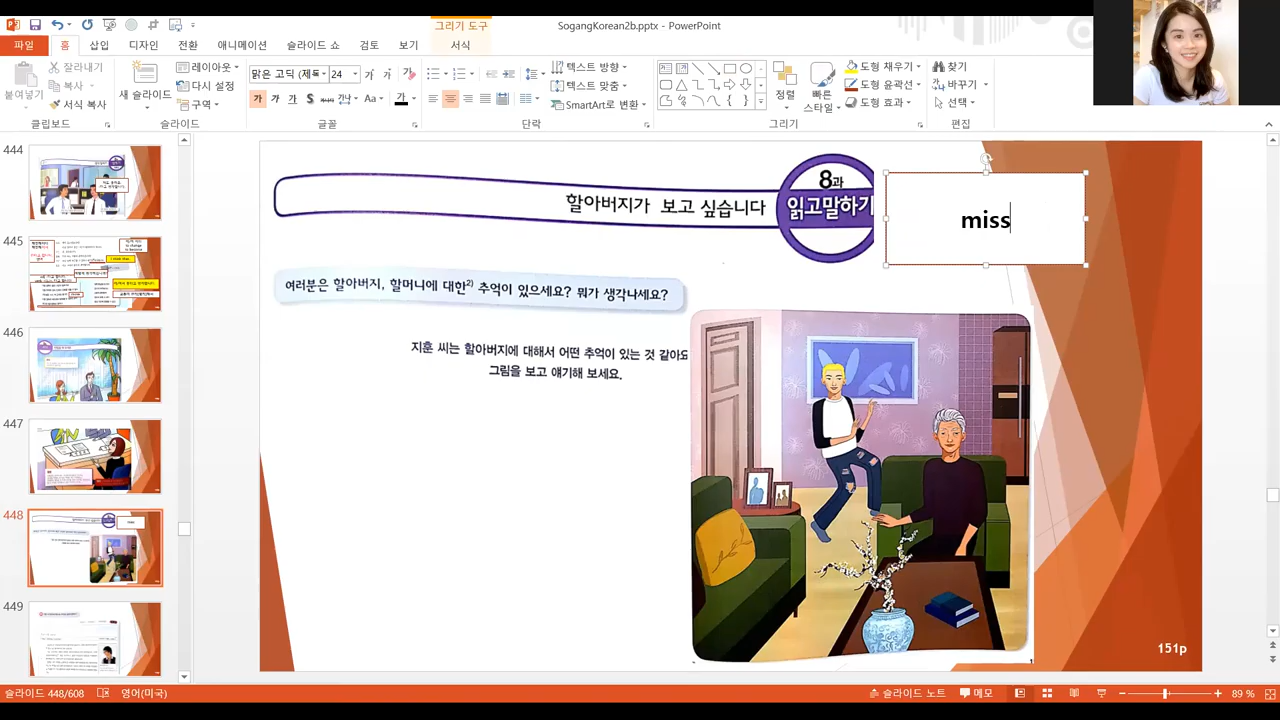 그리기 도구
SogangKorean2b.pptx - PowerPoint
파일 홈 삽입 디자인 전환 애니메이션 슬라이드 쇼 검토 보기 서식
붙여넣기
잘라내기
복사
서식 복사
클립보드
새 슬라이드
레이아웃
다시 설정
구역
슬라이드
맑은 고딕 (제목 24
가 가 가 S abc 간격 Aa 가
글꼴
텍스트 방향
텍스트 맞춤
SmartArt로 변환
단락
정렬
빠른 스타일
도형 채우기
도형 윤곽선
도형 효과
그리기
찾기
바꾸기
선택
편집
444
445
446
447
448
449
할아버지가 보고 싶습니다
8과
읽고말하기
miss
여러분은 할아버지, 할머니에 대한2) 추억이 있으세요? 뭐가 생각나세요?
지훈 씨는 할아버지에 대해서 어떤 추억이 있는 것 같아요
그림을 보고 얘기해 보세요.
151p
슬라이드 448/608 영어(미국) 슬라이드 노트 메모 89 %